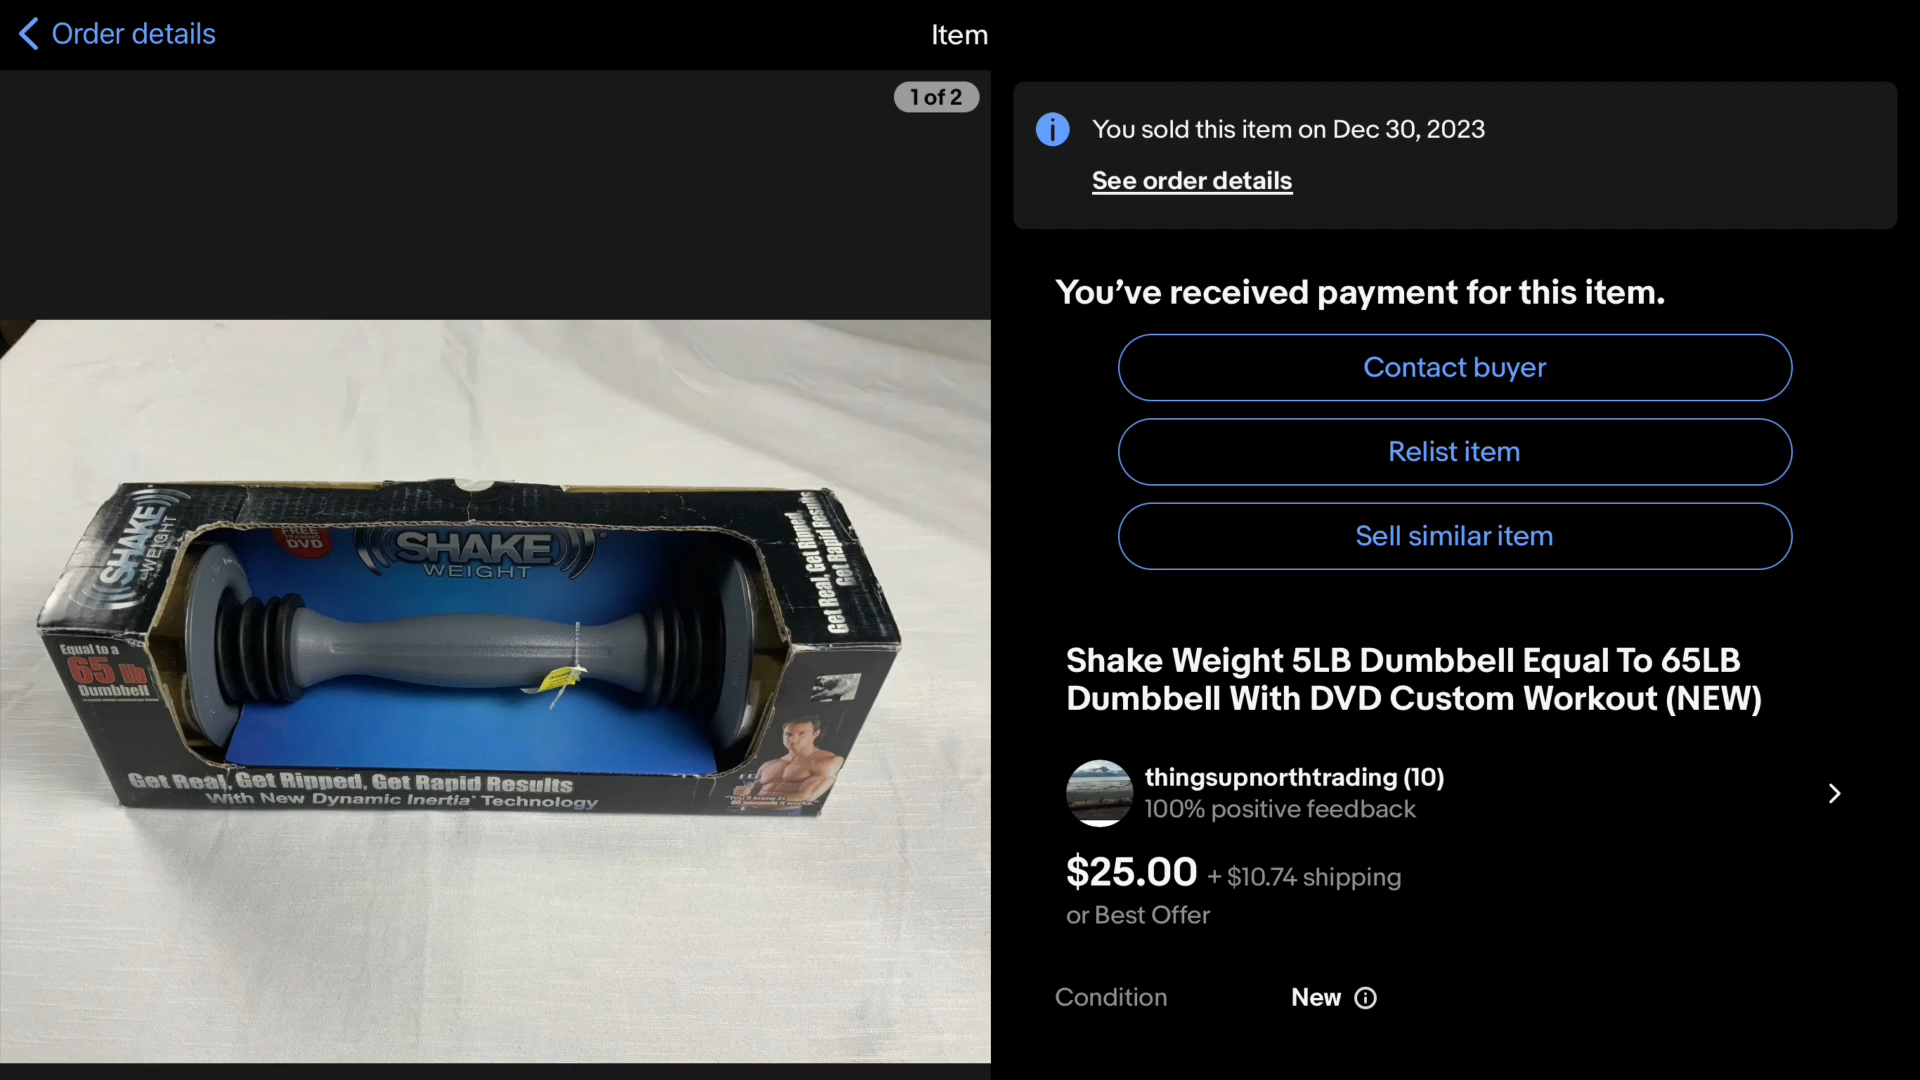 Order details
Item
1 of 2
You sold this item on Dec 30, 2023
See order details
You've received payment for this item.
Contact buyer
Relist item
Sell similar item
Shake Weight 5LB Dumbbell Equal To 65LB
Dumbbell With DVD Custom Workout (NEW)
thingsupnorthtrading (10)
100% positive feedback
$25.00 + $10.74 shipping
or Best Offer
Condition New
SHAKE
WEIGHT
FREE
TRAINING
DVD
SHAKE
WEIGHT
Get Real, Get Ripped,
Get Rapid Results
Equal to a
65 lb
Dumbbell
Get Real, Get Ripped, Get Rapid Results
With New Dynamic Inertia® Technology